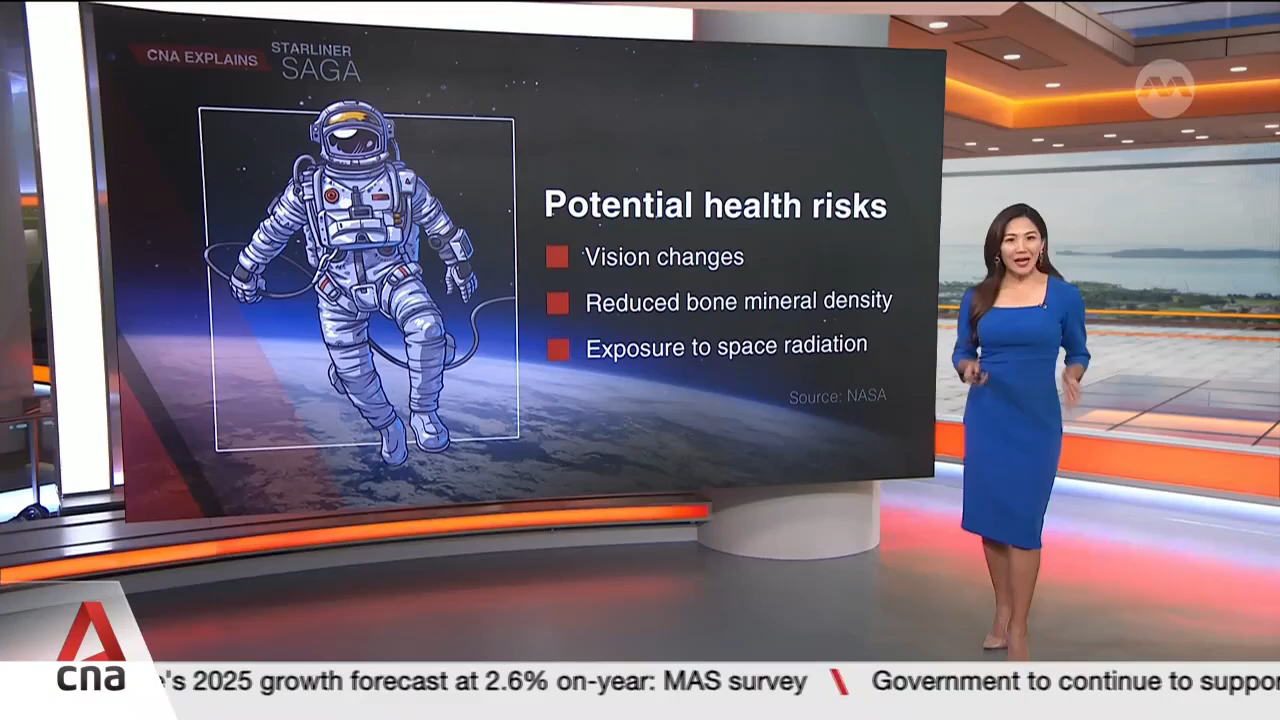 CNA EXPLAINS
STARLINER
SAGA
Potential health risks
Vision changes
Reduced bone mineral density
Exposure to space radiation
Source: NASA
cna
e's 2025 growth forecast at 2.6% on-year: MAS survey
Government to continue to suppor